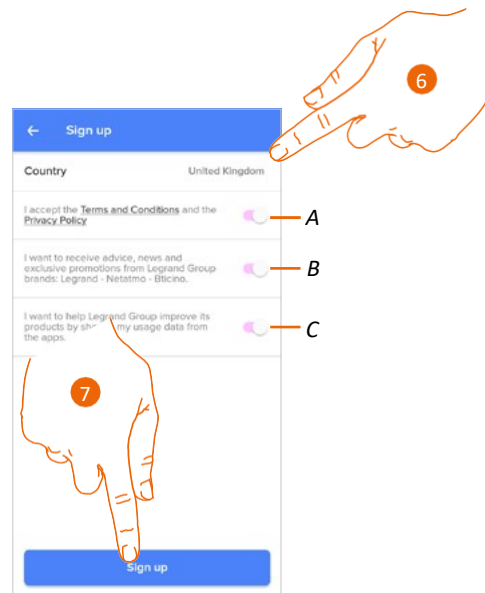 6
← Sign up
Country United Kingdom
I accept the Terms and Conditions and the
Privacy Policy
A
I want to receive advice, news and
exclusive promotions from Legrand Group
brands: Legrand - Netatmo - Bticino.
B
I want to help Legrand Group improve its
products by my usage data from
the apps.
C
7
Sign up